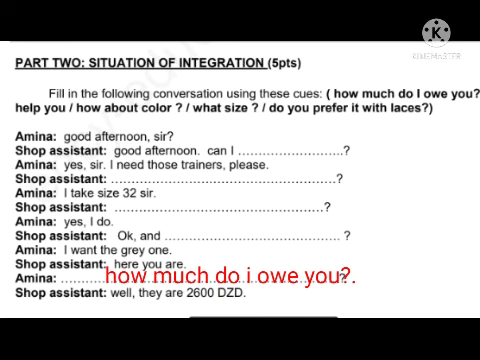 KINEMASTER
PART TWO: SITUATION OF INTEGRATION (5pts)
Fill in the following conversation using these cues: ( how much do I owe you?
help you / how about color ? / what size ? / do you prefer it with laces?)
Amina: good afternoon, sir?
Shop assistant: good afternoon. can I ……………………..?
Amina: yes, sir. I need those trainers, please.
Shop assistant: …………………………………………………………?
Amina: I take size 32 sir.
Shop assistant: ………………………………………………?
Amina: yes, I do.
Shop assistant: Ok, and ……………………………………… ?
Amina: I want the grey one.
Shop assistant: here you are.
Amina: ………………………………………………………?
how much do i owe you?.
Shop assistant: well, they are 2600 DZD.